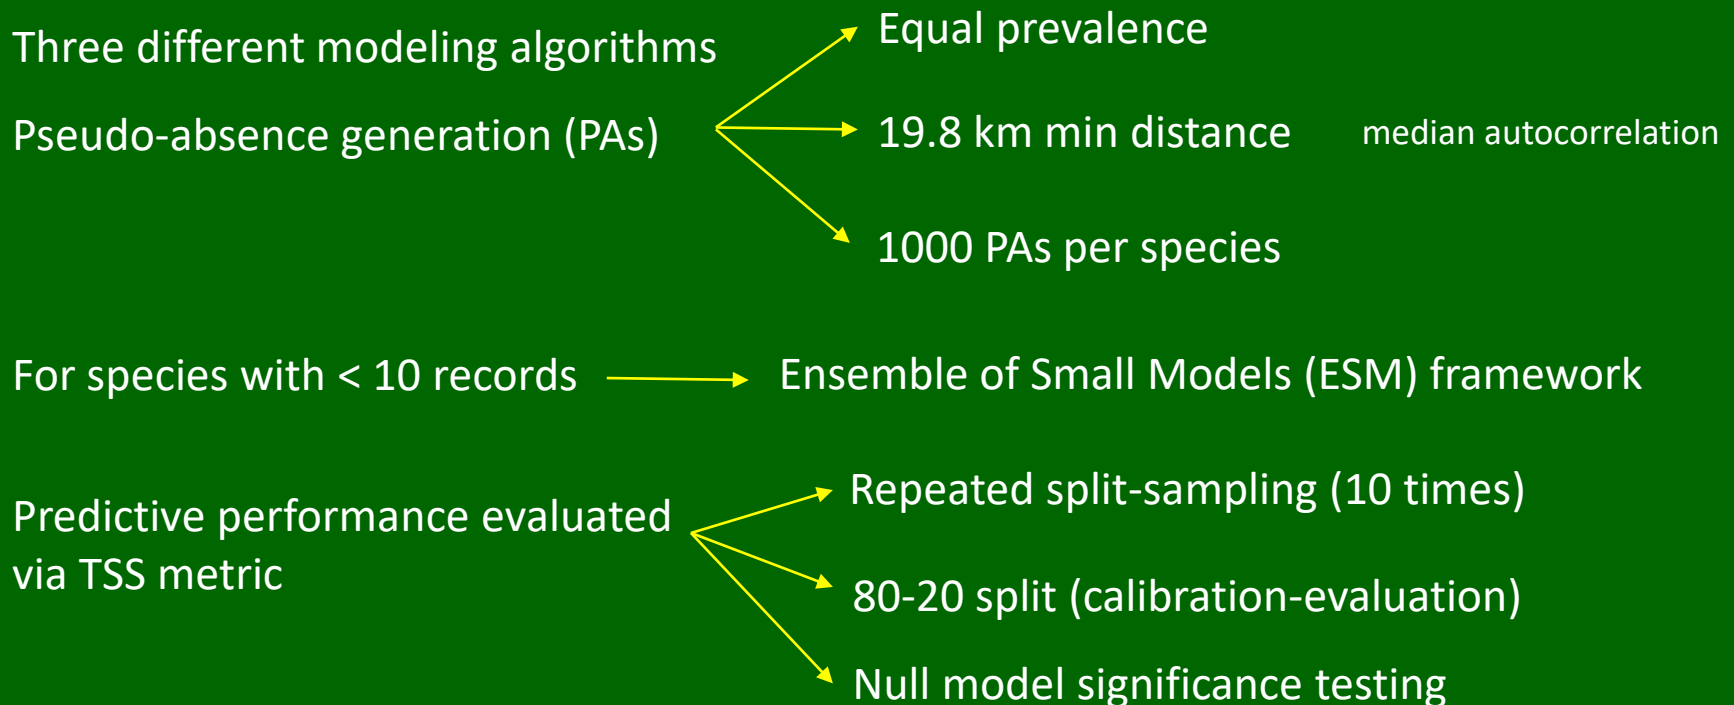 Three different modeling algorithms
Equal prevalence
Pseudo-absence generation (PAs)
19.8 km min distance
median autocorrelation
1000 PAs per species
For species with < 10 records
Ensemble of Small Models (ESM) framework
Predictive performance evaluated
via TSS metric
Repeated split-sampling (10 times)
80-20 split (calibration-evaluation)
Null model significance testing